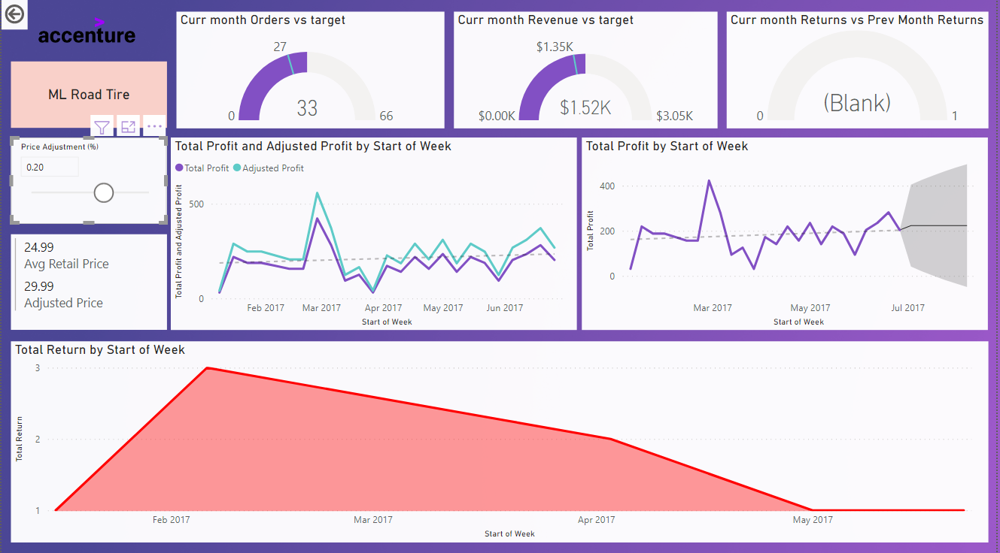 accenture
ML Road Tire
Curr month Orders vs target
27
33
0
66
Curr month Revenue vs target
$1.35K
$1.52K
$0.00K
$3.05K
Curr month Returns vs Prev Month Returns
(Blank)
0
1
Price Adjustment (%)
0.20
24.99
Avg Retail Price
29.99
Adjusted Price
Total Profit and Adjusted Profit by Start of Week
Total Profit Adjusted Profit
Total Profit and Adjusted Profit
500
0
Feb 2017 Mar 2017 Apr 2017 May 2017 Jun 2017
Start of Week
Total Profit by Start of Week
Total Profit
400
200
0
Mar 2017 May 2017 Jul 2017
Start of Week
Total Return by Start of Week
Total Return
3
2
1
Feb 2017 Mar 2017 Apr 2017 May 2017
Start of Week